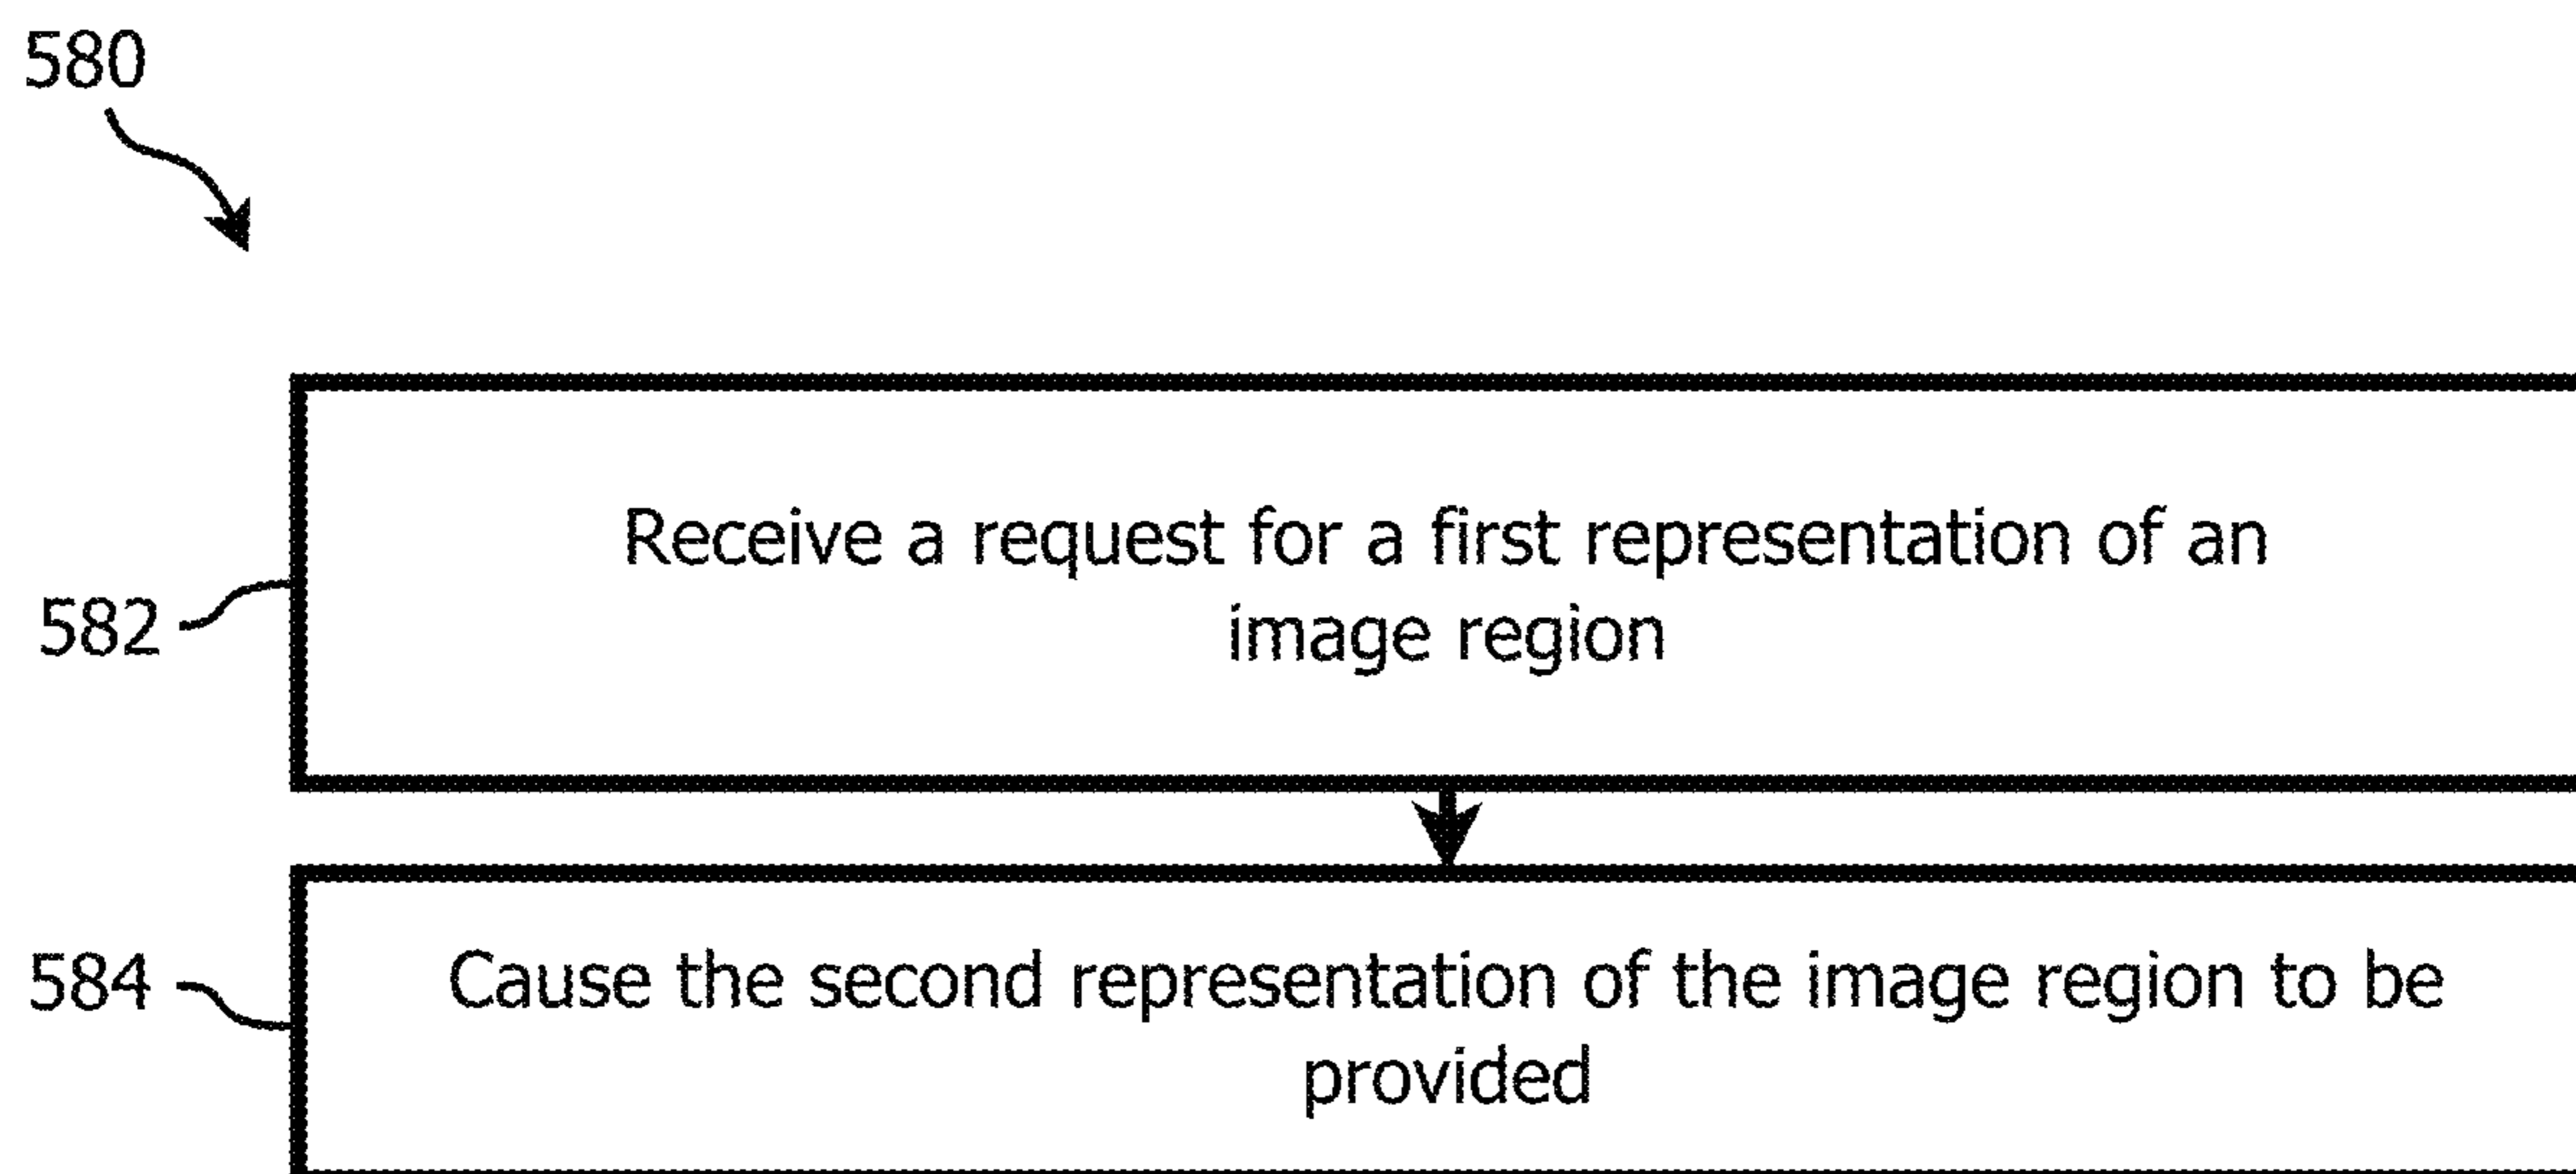 580
Receive a request for a first representation of an
image region
582
Cause the second representation of the image region to be
provided
584